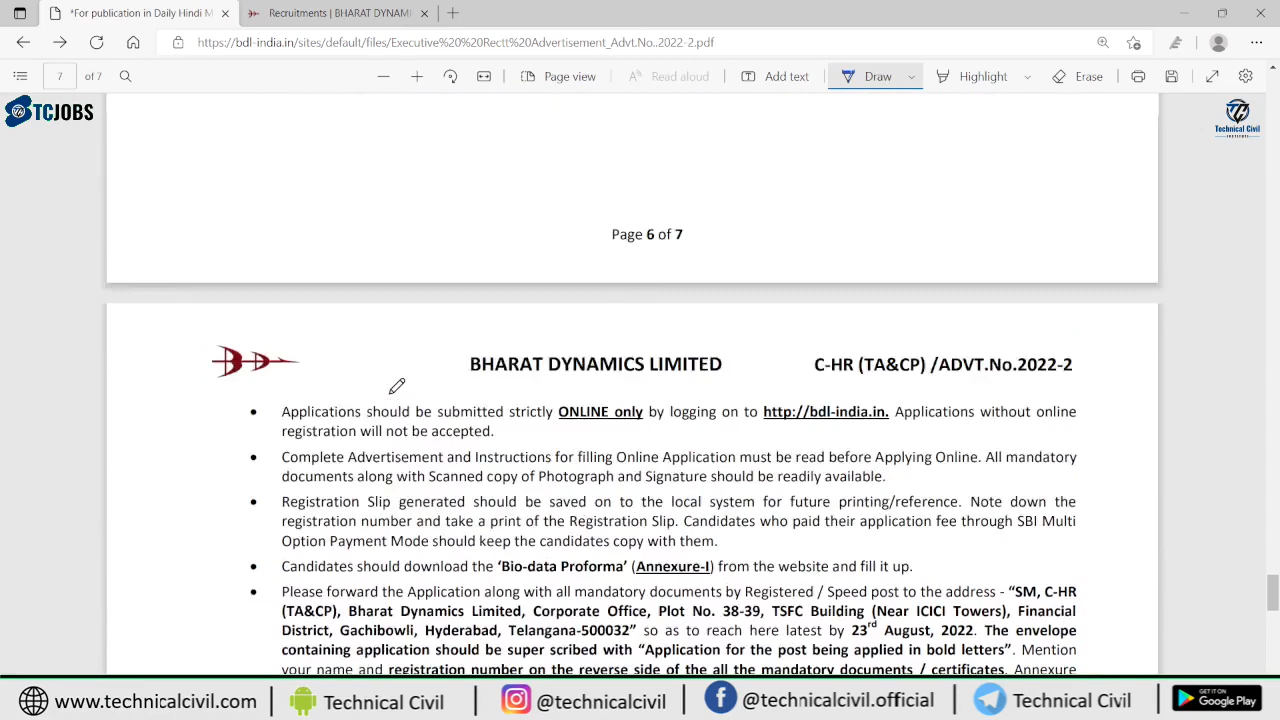 *For publication in Daily Hindi M
Recruitments | BHARAT DYNAMI
https://bdl-india.in/sites/default/files/Executive%20%20Rectt%20Advertisement_Advt.No..2022-2.pdf
7 of 7
Page view
Read aloud
Add text
Draw
Highlight
Erase
TCJOBS
Technical Civil
Page 6 of 7
BHARAT DYNAMICS LIMITED
C-HR (TA&CP) /ADVT.No.2022-2
• Applications should be submitted strictly ONLINE only by logging on to http://bdl-india.in. Applications without online
registration will not be accepted.
• Complete Advertisement and Instructions for filling Online Application must be read before Applying Online. All mandatory
documents along with Scanned copy of Photograph and Signature should be readily available.
• Registration Slip generated should be saved on to the local system for future printing/reference. Note down the
registration number and take a print of the Registration Slip. Candidates who paid their application fee through SBI Multi
Option Payment Mode should keep the candidates copy with them.
• Candidates should download the 'Bio-data Proforma' (Annexure-I) from the website and fill it up.
• Please forward the Application along with all mandatory documents by Registered / Speed post to the address - "SM, C-HR
(TA&CP), Bharat Dynamics Limited, Corporate Office, Plot No. 38-39, TSFC Building (Near ICICI Towers), Financial
District, Gachibowli, Hyderabad, Telangana-500032" so as to reach here latest by 23rd August, 2022. The envelope
containing application should be super scribed with "Application for the post being applied in bold letters". Mention
your name and registration number on the reverse side of the all the mandatory documents / certificates. Annexure
www.technicalcivil.com
Technical Civil
@technicalcivil
@technicalcivil.official
Technical Civil
GET IT ON
Google Play